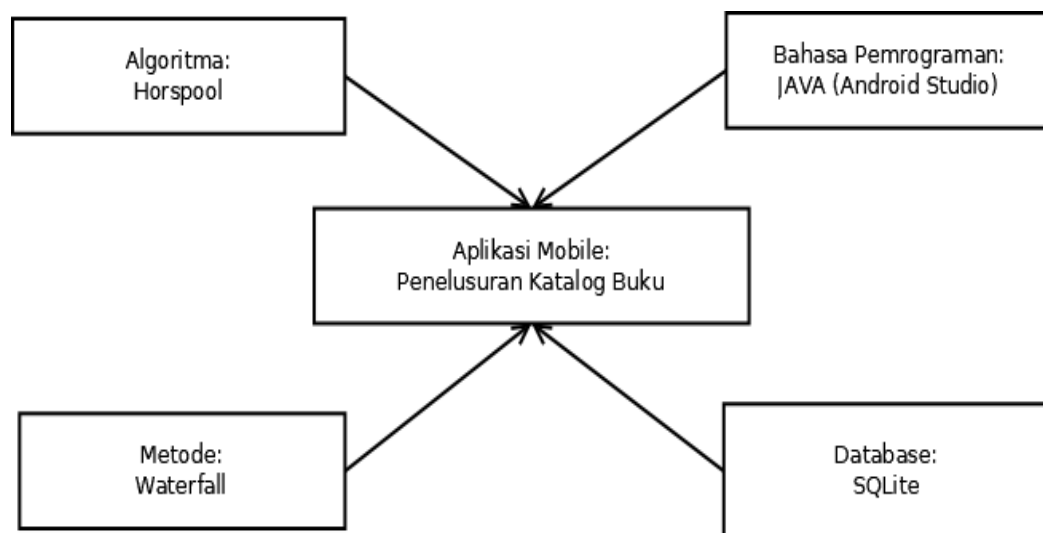 Algoritma:
Horspool
Bahasa Pemrograman:
JAVA (Android Studio)
Aplikasi Mobile:
Penelusuran Katalog Buku
Metode:
Waterfall
Database:
SQLite